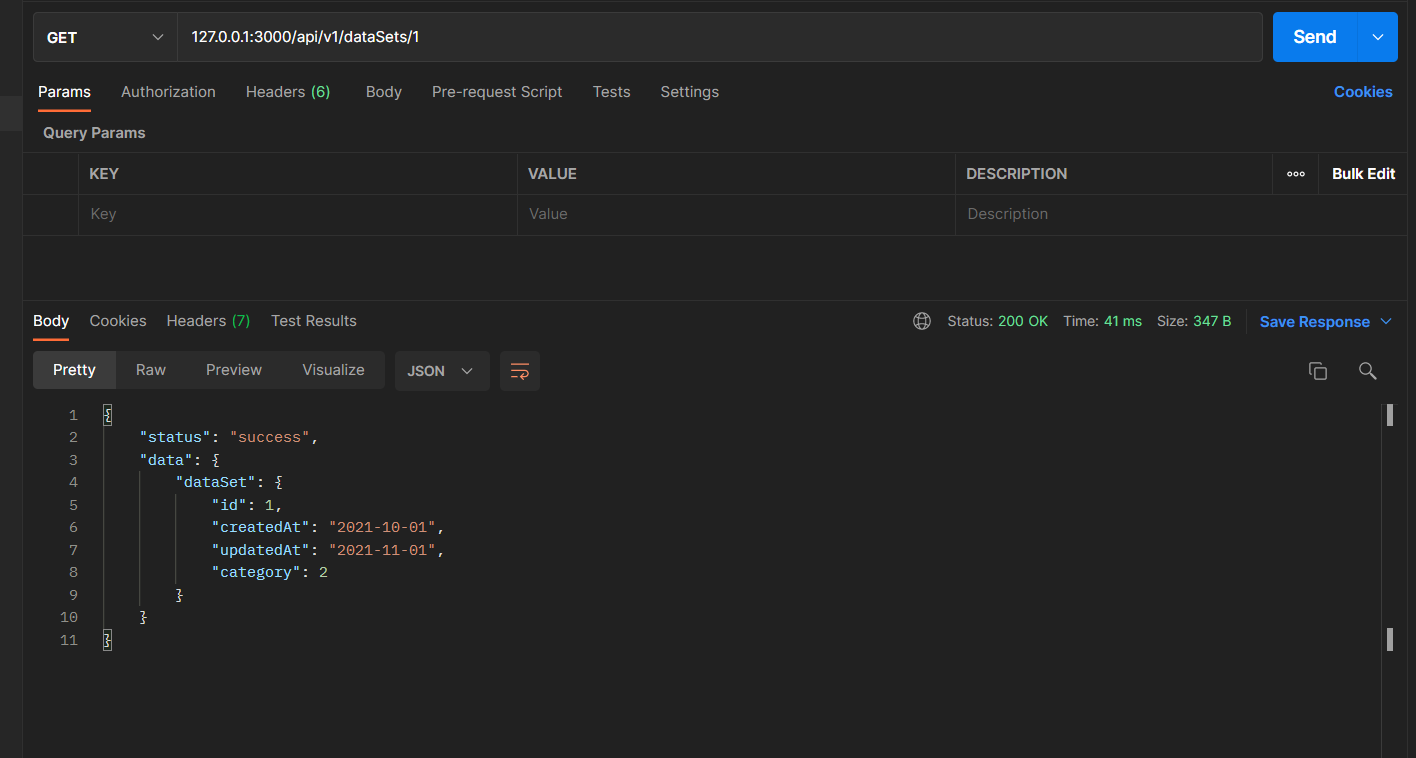 GET 127.0.0.1:3000/api/v1/dataSets/1 Send
Params Authorization Headers (6) Body Pre-request Script Tests Settings Cookies
Query Params
KEY VALUE DESCRIPTION ooo Bulk Edit
Key Value Description
Body Cookies Headers (7) Test Results Status: 200 OK Time: 41 ms Size: 347 B Save Response
Pretty Raw Preview Visualize JSON
1 {
2 "status": "success",
3 "data": {
4 "dataSet": {
5 "id": 1,
6 "createdAt": "2021-10-01",
7 "updatedAt": "2021-11-01",
8 "category": 2
9 }
10 }
11 }